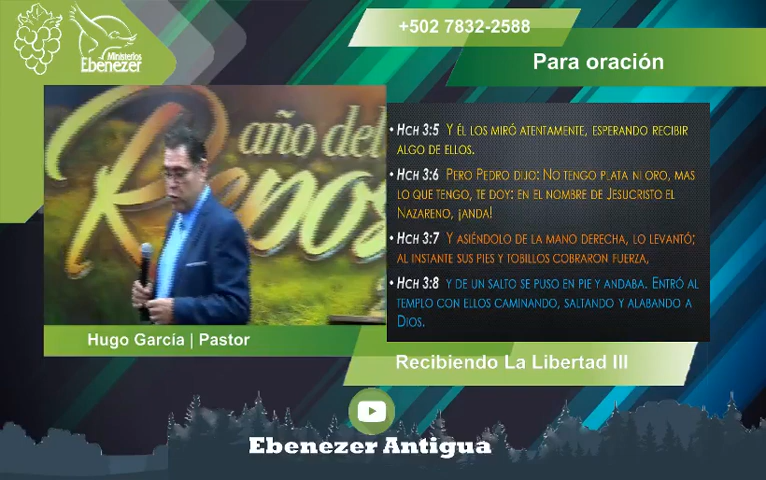 +502 7832-2588
Ministerios
Ebenezer
Para oración
año del
Reposo
• Hch 3:5 Y ÉL LOS MIRÓ ATENTAMENTE, ESPERANDO RECIBIR
ALGO DE ELLOS.
• Hch 3:6 PERO PEDRO DIJO: NO TENGO PLATA NI ORO, MAS
LO QUE TENGO, TE DOY: EN EL NOMBRE DE JESUCRISTO EL
NAZARENO, ¡ANDA!
• Hch 3:7 Y ASIÉNDOLO DE LA MANO DERECHA, LO LEVANTÓ;
AL INSTANTE SUS PIES Y TOBILLOS COBRARON FUERZA,
• Hch 3:8 Y DE UN SALTO SE PUSO EN PIE Y ANDABA. ENTRÓ AL
TEMPLO CON ELLOS CAMINANDO, SALTANDO Y ALABANDO A
DIOS.
Hugo García | Pastor
Recibiendo La Libertad III
Ebenezer Antigua